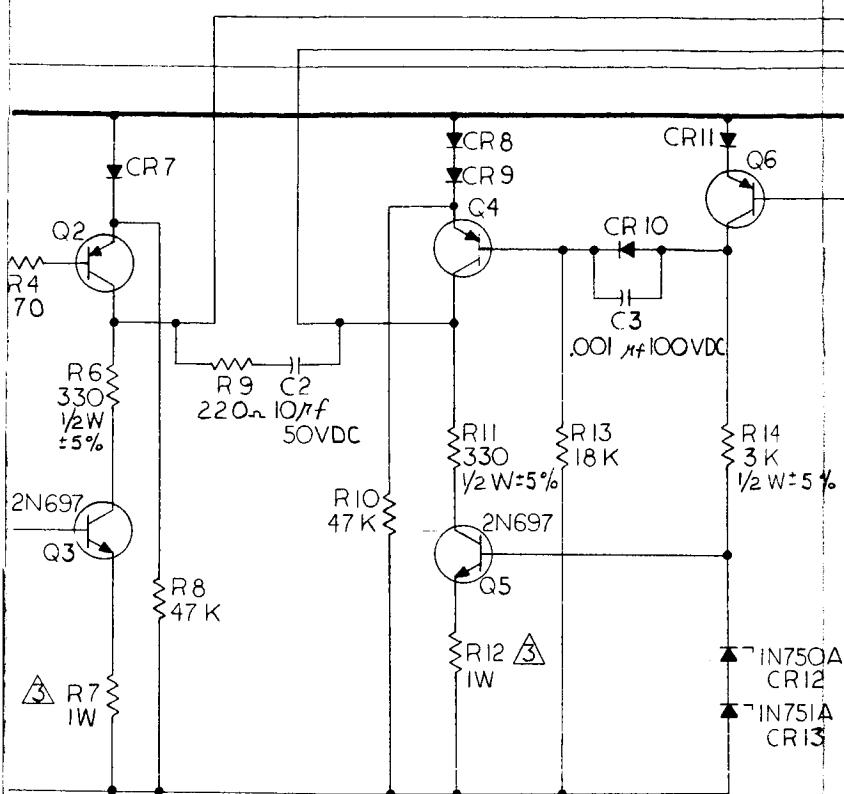 CR7
Q2
R4
70
R6
330
1/2W
±5%
2N697
Q3
R8
47K
3
R7
1W
R9
220Ω
C2
10µf
50VDC
CR8
CR9
Q4
R10
47K
R11
330
1/2 W±5%
2N697
Q5
R12
1W
3
CR11
Q6
CR10
C3
.001 µf 100VDC
R13
18K
R14
3K
1/2 W±5%
1N750A
CR12
1N751A
CR13